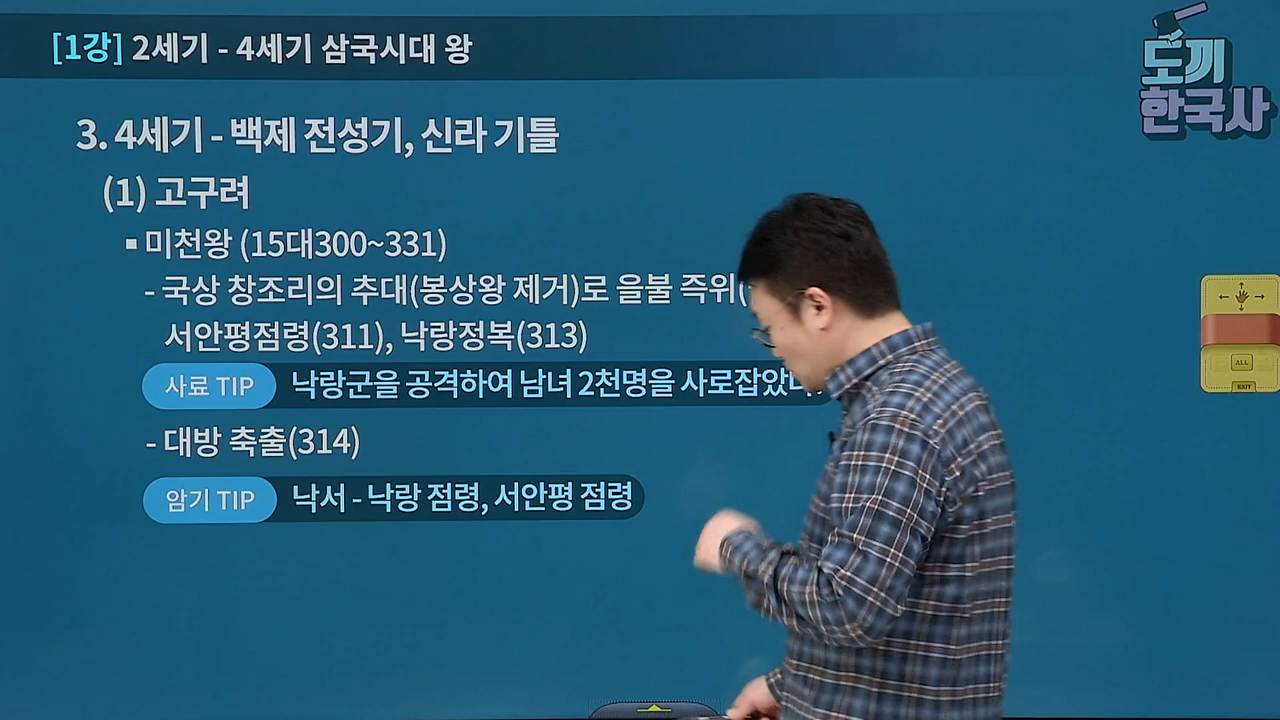 [1강] 2세기 - 4세기 삼국시대 왕
도끼
한국사
3. 4세기 - 백제 전성기, 신라 기틀
(1) 고구려
▪ 미천왕 (15대300~331)
- 국상 창조리의 추대(봉상왕 제거)로 을불 즉위(
서안평점령(311), 낙랑정복(313)
사료 TIP 낙랑군을 공격하여 남녀 2천명을 사로잡았다.
- 대방 축출(314)
암기 TIP 낙서 - 낙랑 점령, 서안평 점령
ALL
EXIT